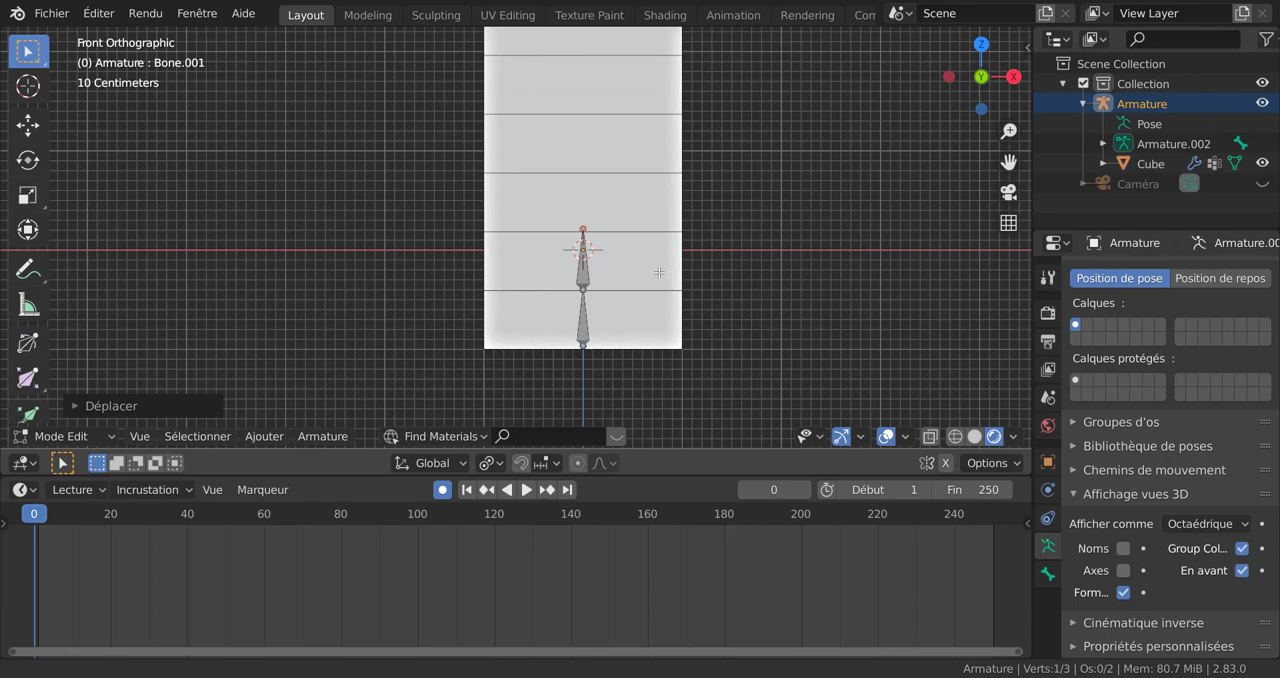 Fichier Éditer Rendu Fenêtre Aide Layout Modeling Sculpting UV Editing Texture Paint Shading Animation Rendering Com Scene View Layer
Front Orthographic
(0) Armature : Bone.001
10 Centimeters
Z
Y
X
Scene Collection
Collection
Armature
Pose
Armature.002
Cube
Caméra
Armature Armature.00
Position de pose Position de repos
Calques :
Calques protégés :
Groupes d'os
Bibliothèque de poses
Chemins de mouvement
Affichage vues 3D
Afficher comme Octaédrique
Noms Group Col...
Axes En avant
Form...
Cinématique inverse
Propriétés personnalisées
Déplacer
Mode Edit Vue Sélectionner Ajouter Armature Find Materials
Global X Options
Lecture Incrustation Vue Marqueur 0 Début 1 Fin 250
0 20 40 60 80 100 120 140 160 180 200 220 240
Armature | Verts:1/3 | Os:0/2 | Mem: 80.7 MiB | 2.83.0